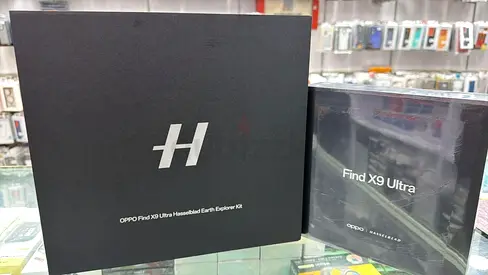 H
OPPO Find X9 Ultra Hasselblad Earth Explorer Kit
Find X9 Ultra
oppo | HASSELBLAD